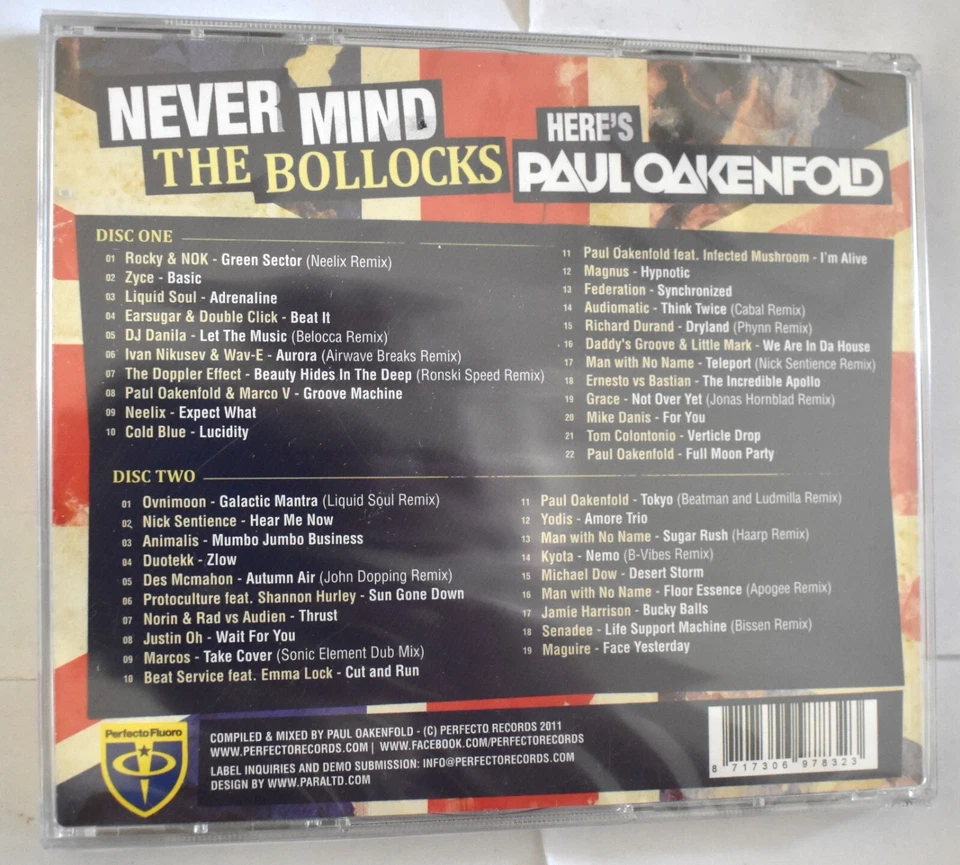 NEVER MIND
THE BOLLOCKS
HERE'S
PAUL OAKENFOLD
DISC ONE
01 Rocky & NOK - Green Sector (Neelix Remix)
02 Zyce - Basic
03 Liquid Soul - Adrenaline
04 Earsugar & Double Click - Beat It
05 DJ Danila - Let The Music (Belocca Remix)
06 Ivan Nikusev & Wav-E - Aurora (Airwave Breaks Remix)
07 The Doppler Effect - Beauty Hides In The Deep (Ronski Speed Remix)
08 Paul Oakenfold & Marco V - Groove Machine
09 Neelix - Expect What
10 Cold Blue - Lucidity
11 Paul Oakenfold feat. Infected Mushroom - I'm Alive
12 Magnus - Hypnotic
13 Federation - Synchronized
14 Audiomatic - Think Twice (Cabal Remix)
15 Richard Durand - Dryland (Phynn Remix)
16 Daddy's Groove & Little Mark - We Are In Da House
17 Man with No Name - Teleport (Nick Sentience Remix)
18 Ernesto vs Bastian - The Incredible Apollo
19 Grace - Not Over Yet (Jonas Hornblad Remix)
20 Mike Danis - For You
21 Tom Colontonio - Verticle Drop
22 Paul Oakenfold - Full Moon Party
DISC TWO
01 Ovnimoon - Galactic Mantra (Liquid Soul Remix)
02 Nick Sentience - Hear Me Now
03 Animalis - Mumbo Jumbo Business
04 Duotekk - Zlow
05 Des Mcmahon - Autumn Air (John Dopping Remix)
06 Protoculture feat. Shannon Hurley - Sun Gone Down
07 Norin & Rad vs Audien - Thrust
08 Justin Oh - Wait For You
09 Marcos - Take Cover (Sonic Element Dub Mix)
10 Beat Service feat. Emma Lock - Cut and Run
11 Paul Oakenfold - Tokyo (Beatman and Ludmilla Remix)
12 Yodis - Amore Trio
13 Man with No Name - Sugar Rush (Haarp Remix)
14 Kyota - Nemo (B-Vibes Remix)
15 Michael Dow - Desert Storm
16 Man with No Name - Floor Essence (Apogee Remix)
17 Jamie Harrison - Bucky Balls
18 Senadee - Life Support Machine (Bissen Remix)
19 Maguire - Face Yesterday
Perfecto Fluoro
COMPILED & MIXED BY PAUL OAKENFOLD - (C) PERFECTO RECORDS 2011
WWW.PERFECTORECORDS.COM | WWW.FACEBOOK.COM/PERFECTORECORDS
LABEL INQUIRIES AND DEMO SUBMISSION: INFO@PERFECTORECORDS.COM
DESIGN BY WWW.PARALTD.COM
8 717306 978323